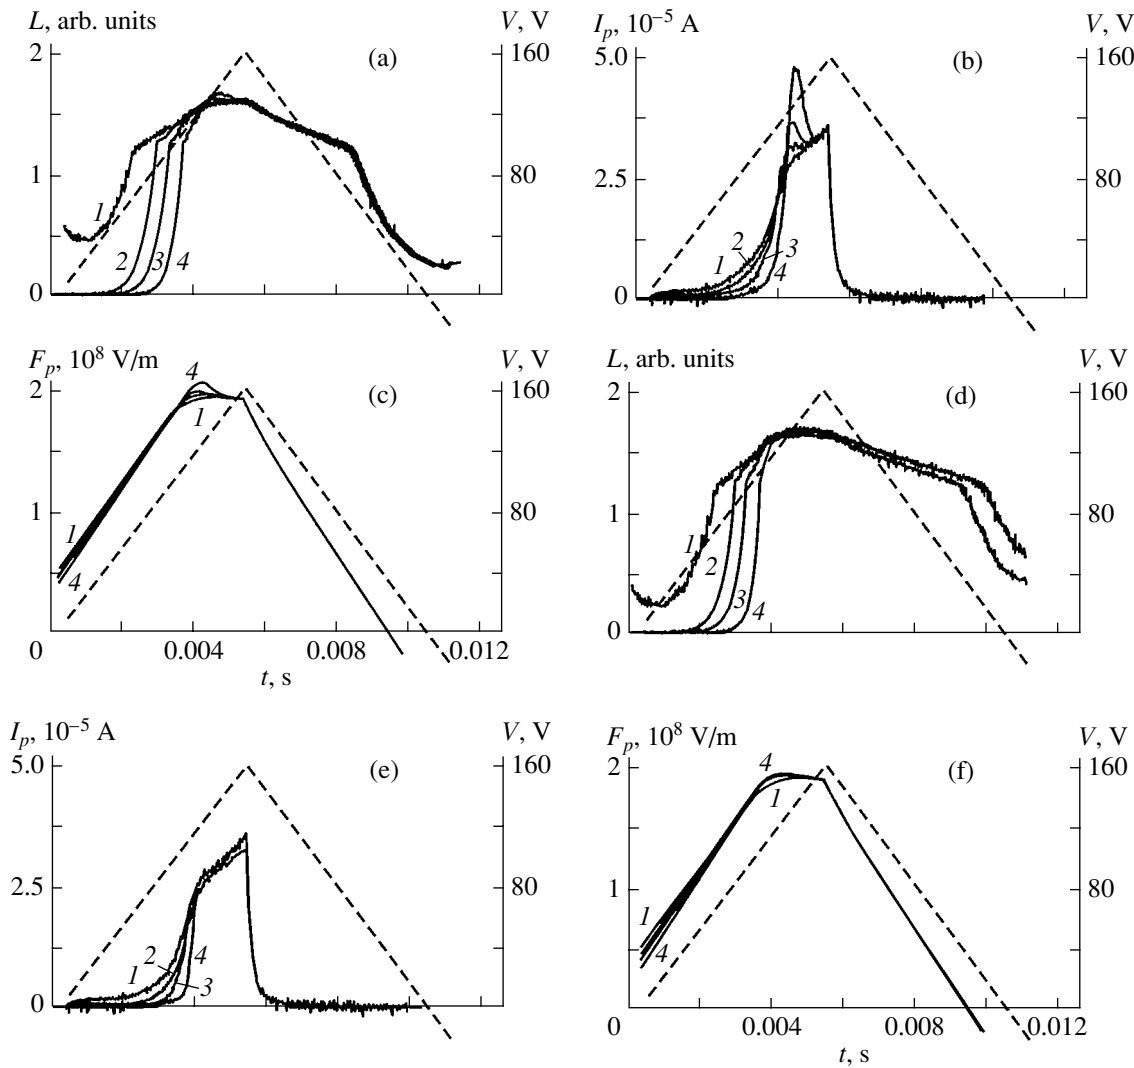 L, arb. units V, V
2 (a) 160
1 80
1 2 3 4
0
I_p, 10^–5 A V, V
5.0 (b) 160
2.5 80
2
1 3
4
0
F_p, 10^8 V/m V, V
4
2 (c) 160
1
1 80
1
4
0 0.004 0.008 0.012
t, s
L, arb. units V, V
2 (d) 160
1 80
1
2
3 4
0
I_p, 10^–5 A V, V
5.0 (e) 160
2.5 80
2 4
1 3
0
F_p, 10^8 V/m V, V
4
2 (f) 160
1
1 80
1
4
0 0.004 0.008 0.012
t, s